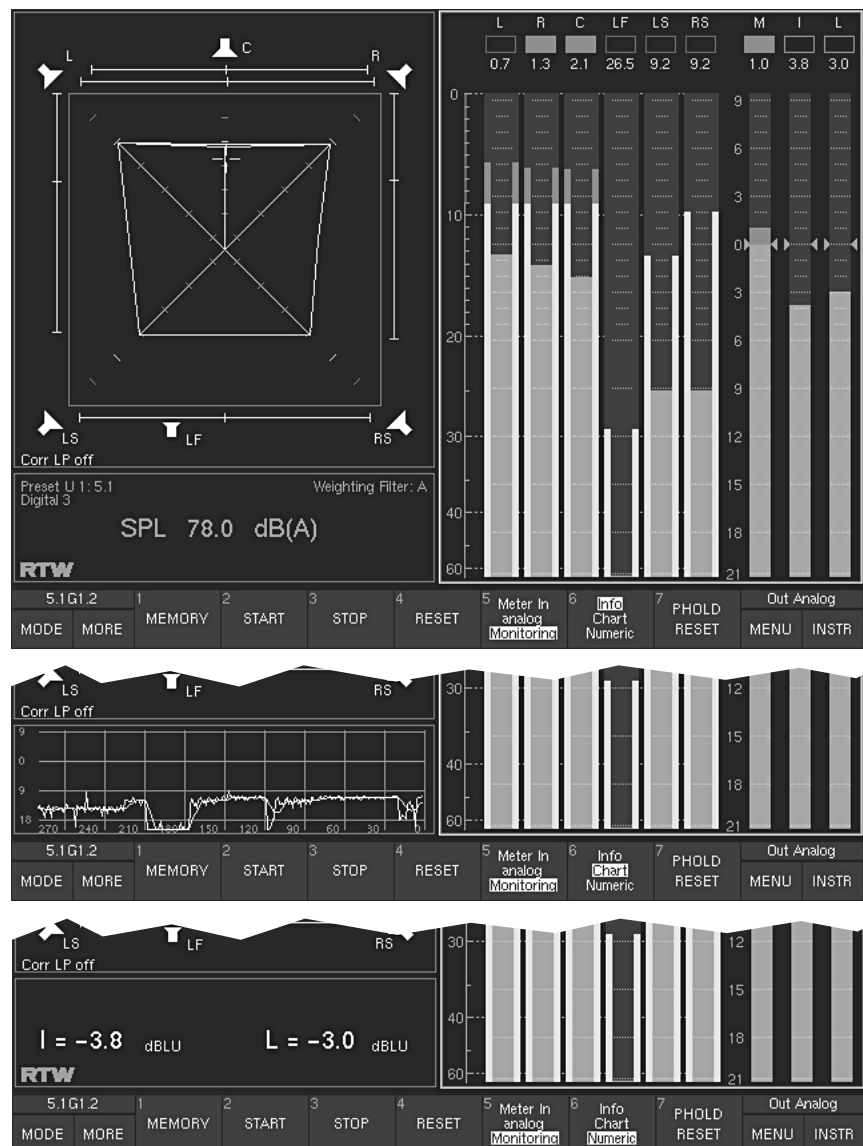 L R C LF LS RS M I L
0.7 1.3 2.1 26.5 9.2 9.2 1.0 3.8 3.0
C
L R
LS LF RS
Corr LP off
0 10 20 30 40 60
9 6 3 0 3 6 9 12 15 18 21
Preset U 1: 5.1 Weighting Filter: A
Digital 3
SPL 78.0 dB(A)
RTW
5.1G1.2 1 2 3 4 5 Meter In 6 Info 7 PHOLD Out Analog
MODE MORE MEMORY START STOP RESET analog Chart RESET MENU INSTR
Monitoring Numeric
LS LF RS
Corr LP off
30 40 60
12 15 18 21
9
0
9
18
270 240 210 180 150 120 90 60 30 0
5.1G1.2 1 2 3 4 5 Meter In 6 Info 7 PHOLD Out Analog
MODE MORE MEMORY START STOP RESET analog Chart RESET MENU INSTR
Monitoring Numeric
LS LF RS
Corr LP off
30 40 60
12 15 18 21
I = -3.8 dBLU L = -3.0 dBLU
RTW
5.1G1.2 1 2 3 4 5 Meter In 6 Info 7 PHOLD Out Analog
MODE MORE MEMORY START STOP RESET analog Chart RESET MENU INSTR
Monitoring Numeric